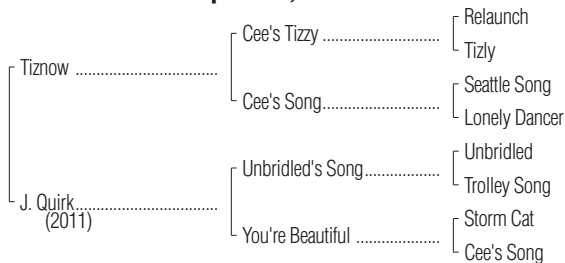 Relaunch
Cee's Tizzy ........................
Tizly
Tiznow .............................
Seattle Song
Cee's Song........................
Lonely Dancer
Unbridled
Unbridled's Song...............
Trolley Song
J. Quirk.............................
(2011)
Storm Cat
You're Beautiful .................
Cee's Song